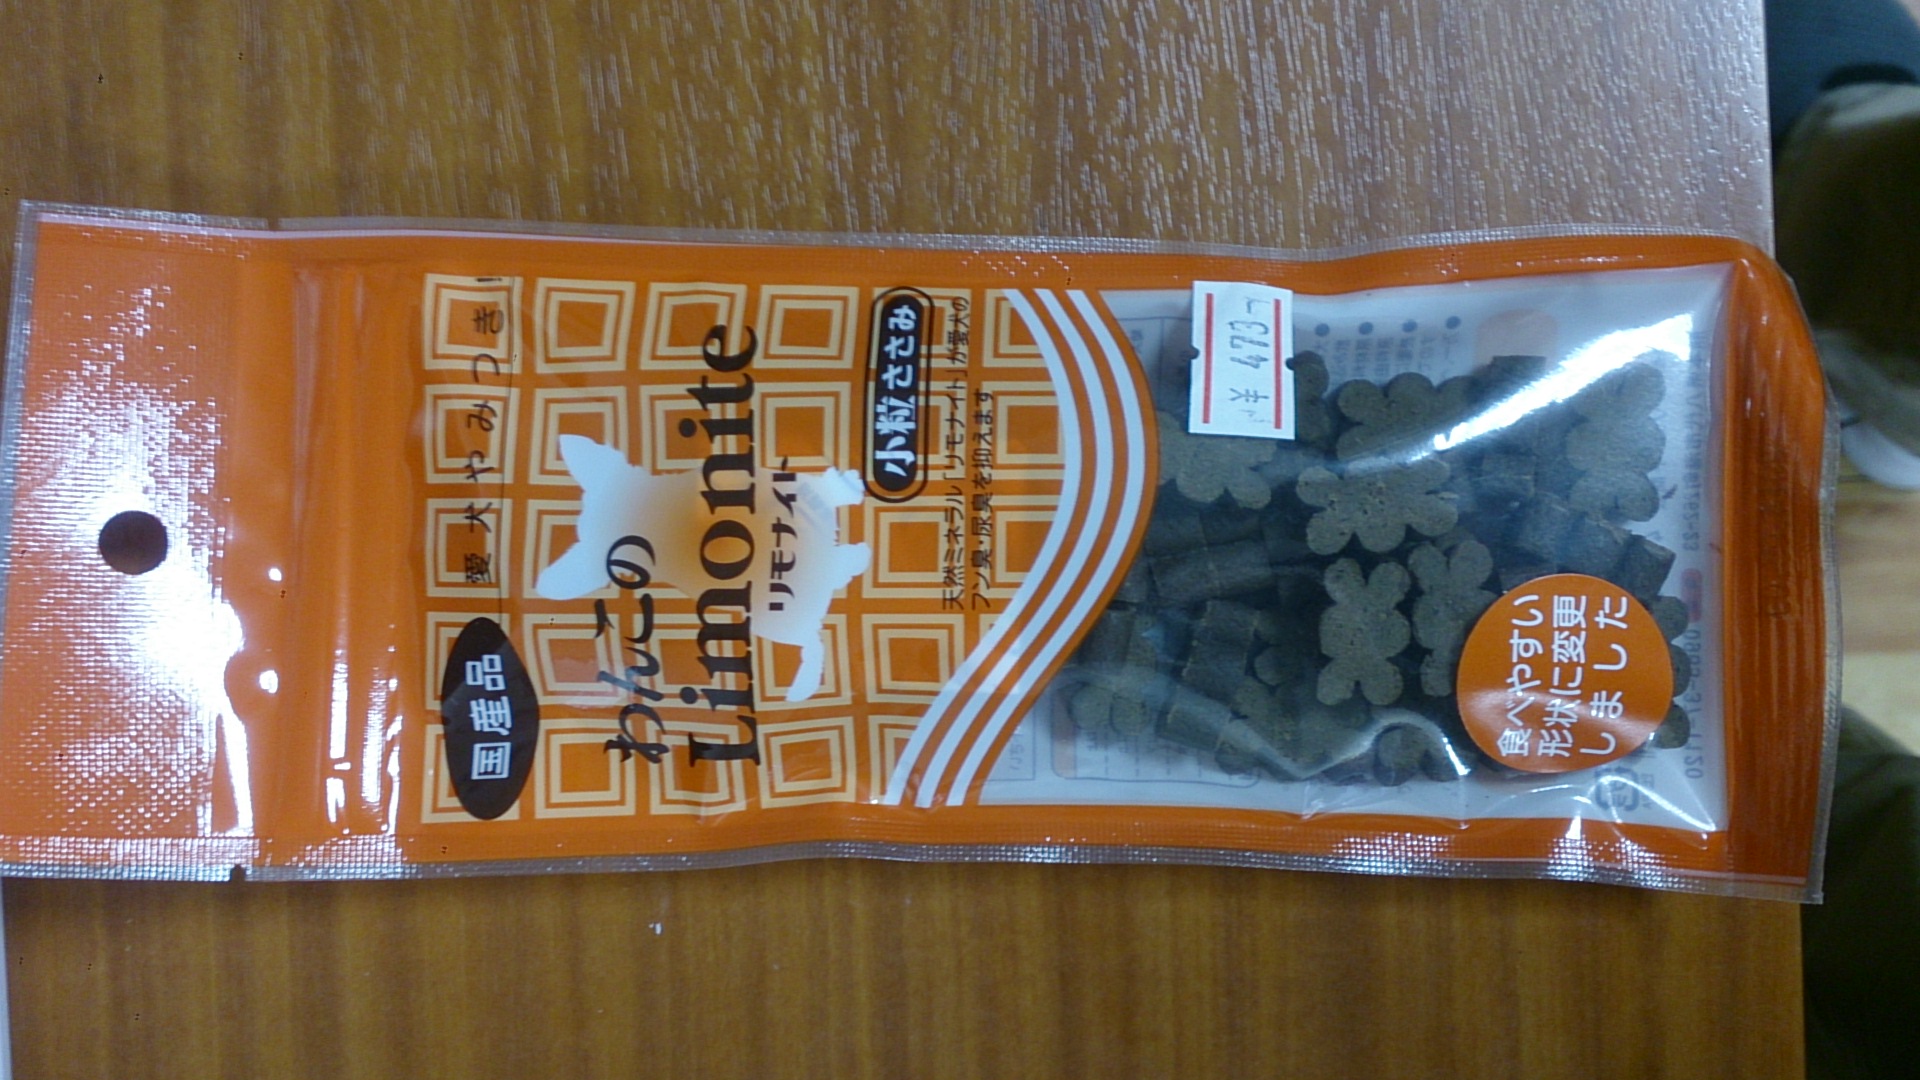 愛犬やみつき!
国産品
わんこの
Limonite
リモナイト
小粒ささみ
天然ミネラル「リモナイト」が愛犬の
フン臭・尿臭を抑えます
¥473
食べやすい
形状に変更
しました